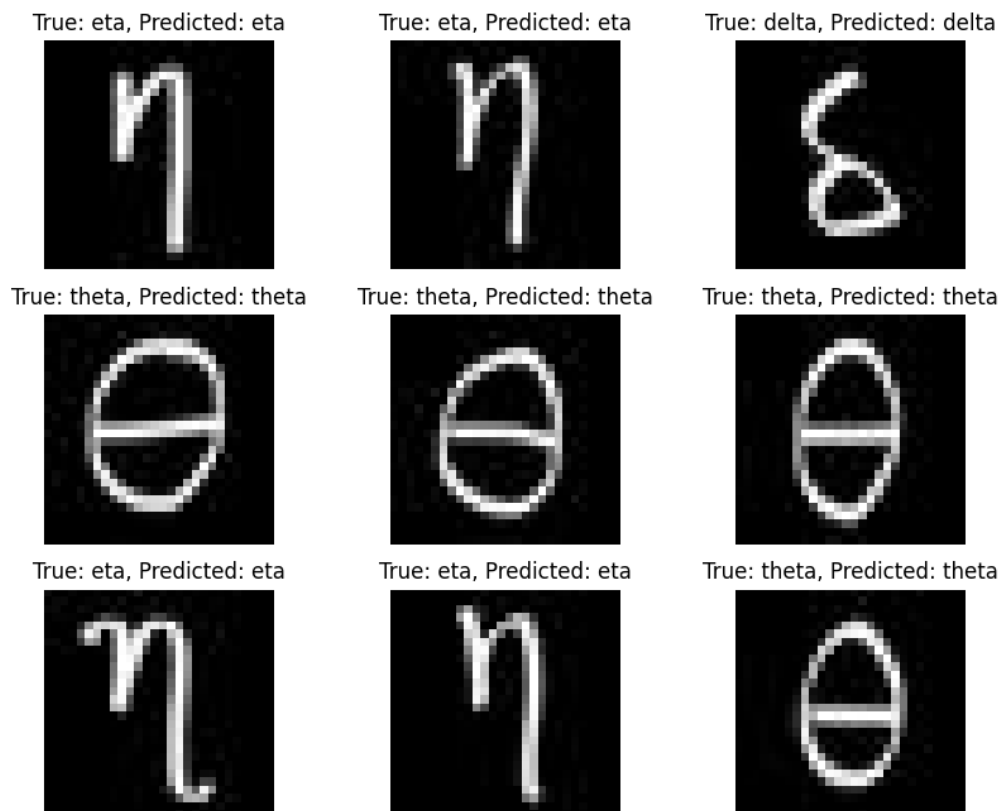 True: eta, Predicted: eta
True: eta, Predicted: eta
True: delta, Predicted: delta
η
η
δ
True: theta, Predicted: theta
True: theta, Predicted: theta
True: theta, Predicted: theta
θ
θ
θ
True: eta, Predicted: eta
True: eta, Predicted: eta
True: theta, Predicted: theta
η
η
θ